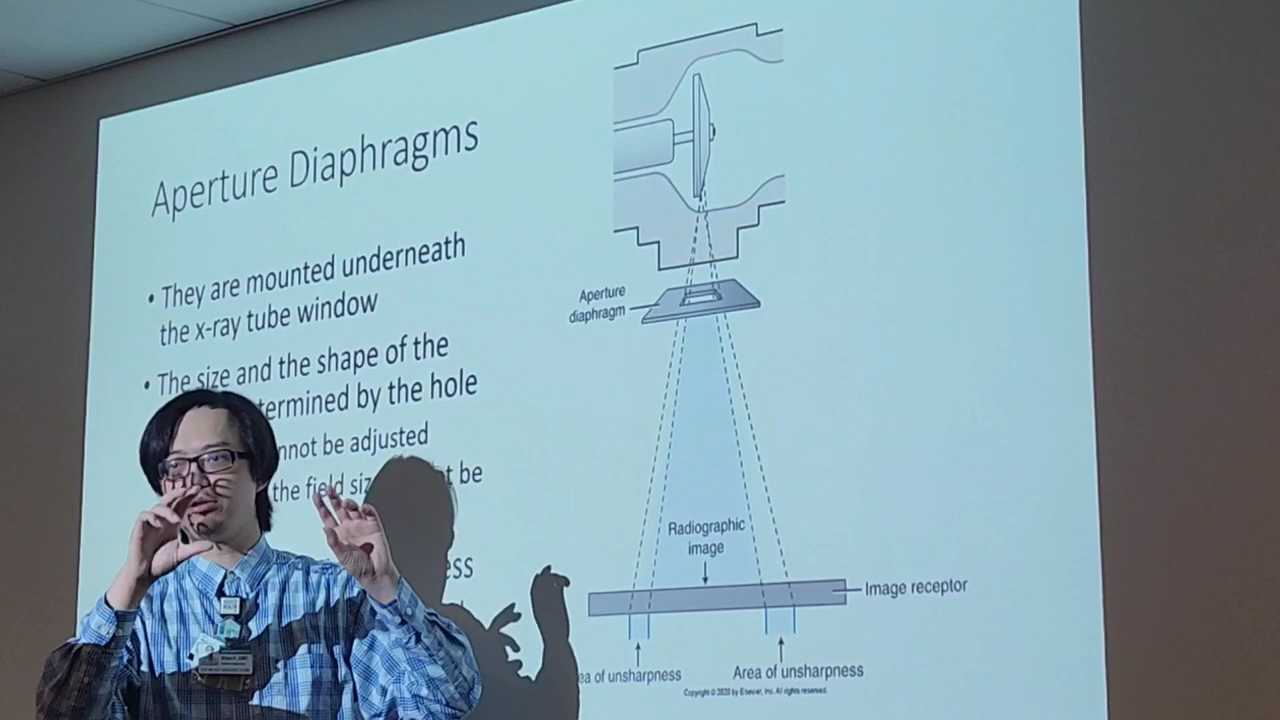 Aperture Diaphragms
• They are mounted underneath
the x-ray tube window
• The size and the shape of the
termined by the hole
nnot be adjusted
the field siz t be
ess
Aperture
diaphragm
Radiographic
image
Image receptor
ea of unsharpness
Area of unsharpness
Copyright © 2020 by Elsevier, Inc. All rights reserved.